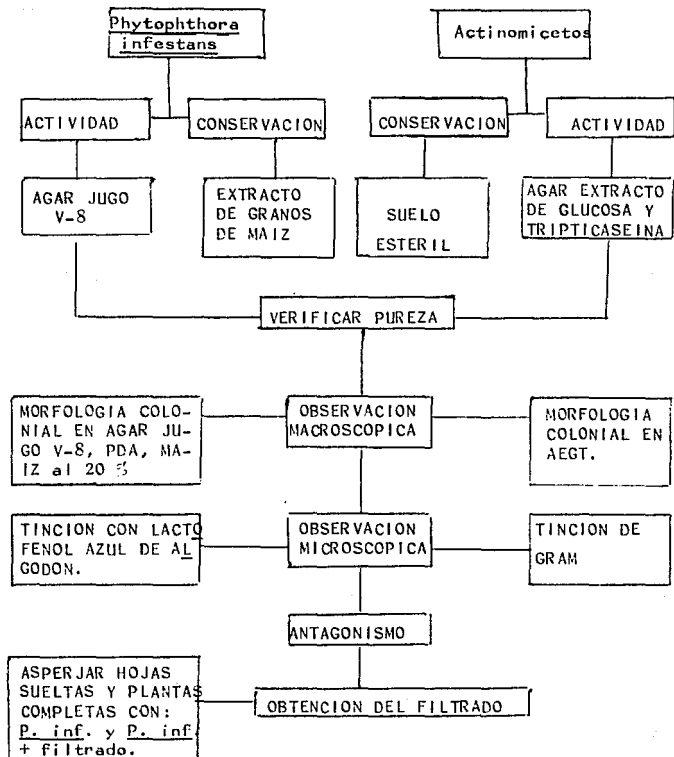 Phytophthora
infestans
Actinomicetos
ACTIVIDAD
CONSERVACION
CONSERVACION
ACTIVIDAD
AGAR JUGO
V-8
EXTRACTO
DE GRANOS
DE MAIZ
SUELO
ESTERIL
AGAR EXTRACTO
DE GLUCOSA Y
TRIPTICASEINA
VERIFICAR PUREZA
MORFOLOGIA COLO-
NIAL EN AGAR JU-
GO V-8, PDA, MA-
IZ al 20 %
OBSERVACION
MACROSCOPICA
MORFOLOGIA
COLONIAL EN
AEGT.
TINCION CON LACTO
FENOL AZUL DE AL
GODON.
OBSERVACION
MICROSCOPICA
TINCION DE
GRAM
ANTAGONISMO
ASPERJAR HOJAS
SUELTAS Y PLANTAS
COMPLETAS CON:
P. inf. y P. inf.
+ filtrado.
OBTENCION DEL FILTRADO